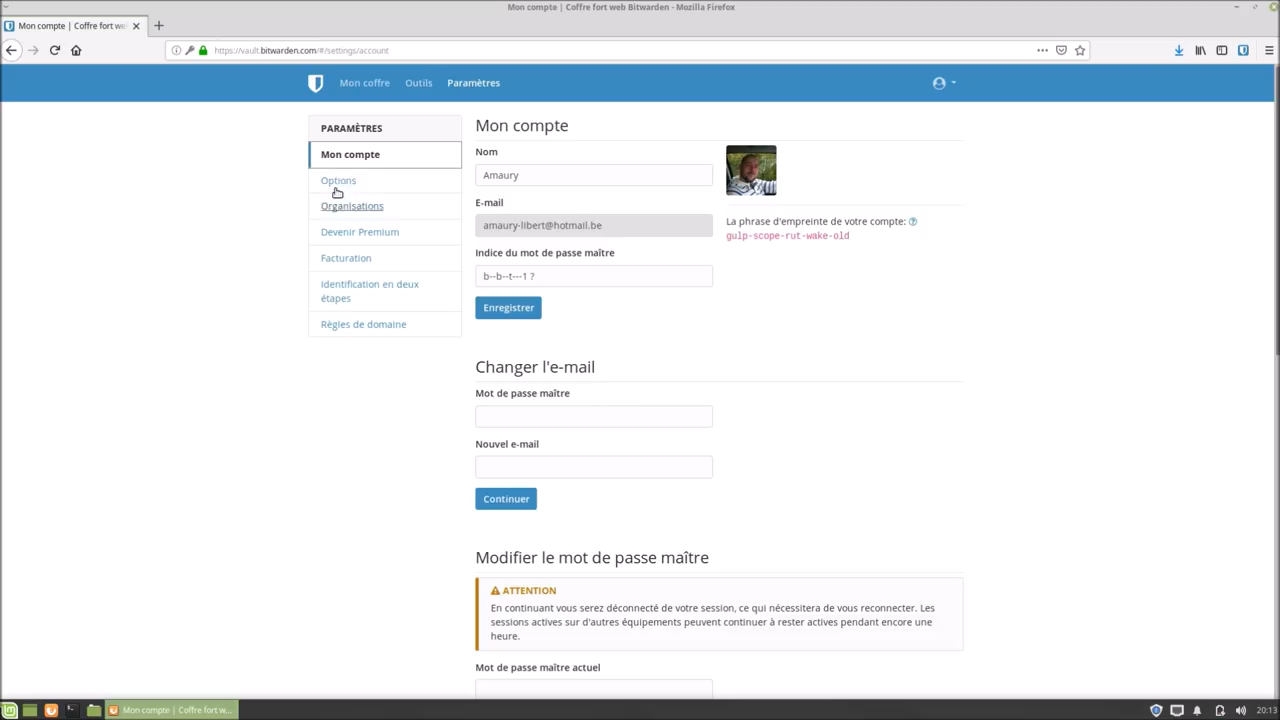 Mon compte | Coffre fort web Bitwarden - Mozilla Firefox
Mon compte | Coffre fort we
https://vault.bitwarden.com/#/settings/account
Mon coffre
Outils
Paramètres
PARAMÈTRES
Mon compte
Options
Organisations
Devenir Premium
Facturation
Identification en deux
étapes
Règles de domaine
Mon compte
Nom
Amaury
E-mail
amaury-libert@hotmail.be
Indice du mot de passe maître
b--b--t---1 ?
Enregistrer
La phrase d'empreinte de votre compte:
gulp-scope-rut-wake-old
Changer l'e-mail
Mot de passe maître
Nouvel e-mail
Continuer
Modifier le mot de passe maître
ATTENTION
En continuant vous serez déconnecté de votre session, ce qui nécessitera de vous reconnecter. Les
sessions actives sur d'autres équipements peuvent continuer à rester actives pendant encore une
heure.
Mot de passe maître actuel
Mon compte | Coffre fort w...
20:13